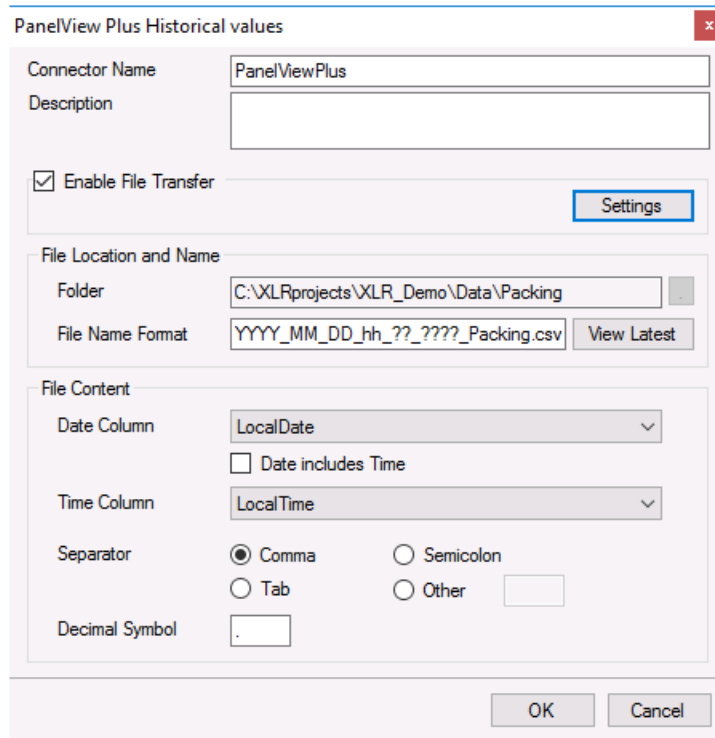 PanelView Plus Historical values
x
Connector Name PanelViewPlus
Description
Enable File Transfer
Settings
File Location and Name
Folder C:\XLRprojects\XLR_Demo\Data\Packing .
File Name Format YYYY_MM_DD_hh_??_????_Packing.csv View Latest
File Content
Date Column LocalDate
Date includes Time
Time Column LocalTime
Separator Comma Semicolon
Tab Other
Decimal Symbol .
OK Cancel